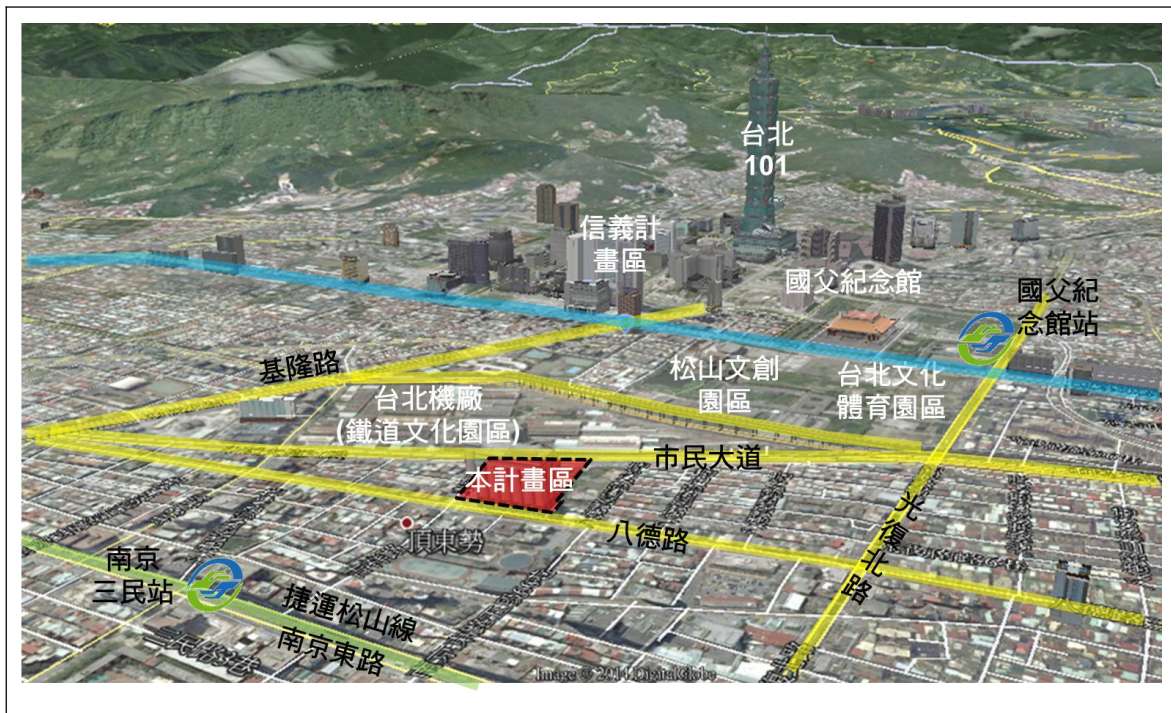 台北
101
信義計
畫區
國父紀念館
國父紀
念館站
基隆路
松山文創
園區
台北文化
體育園區
台北機廠
(鐵道文化園區)
市民大道
本計畫區
八德路
光復北路
頂東勢
南京
三民站
捷運松山線
南京東路
Image © 2014 DigitalGlobe